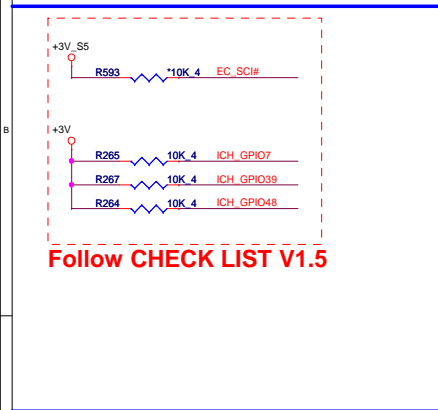 +3V_S5
R593 *10K_4 EC_SCI#
B
+3V
R265 10K_4 ICH_GPIO7
R267 10K_4 ICH_GPIO39
R264 10K_4 ICH_GPIO48
Follow CHECK LIST V1.5